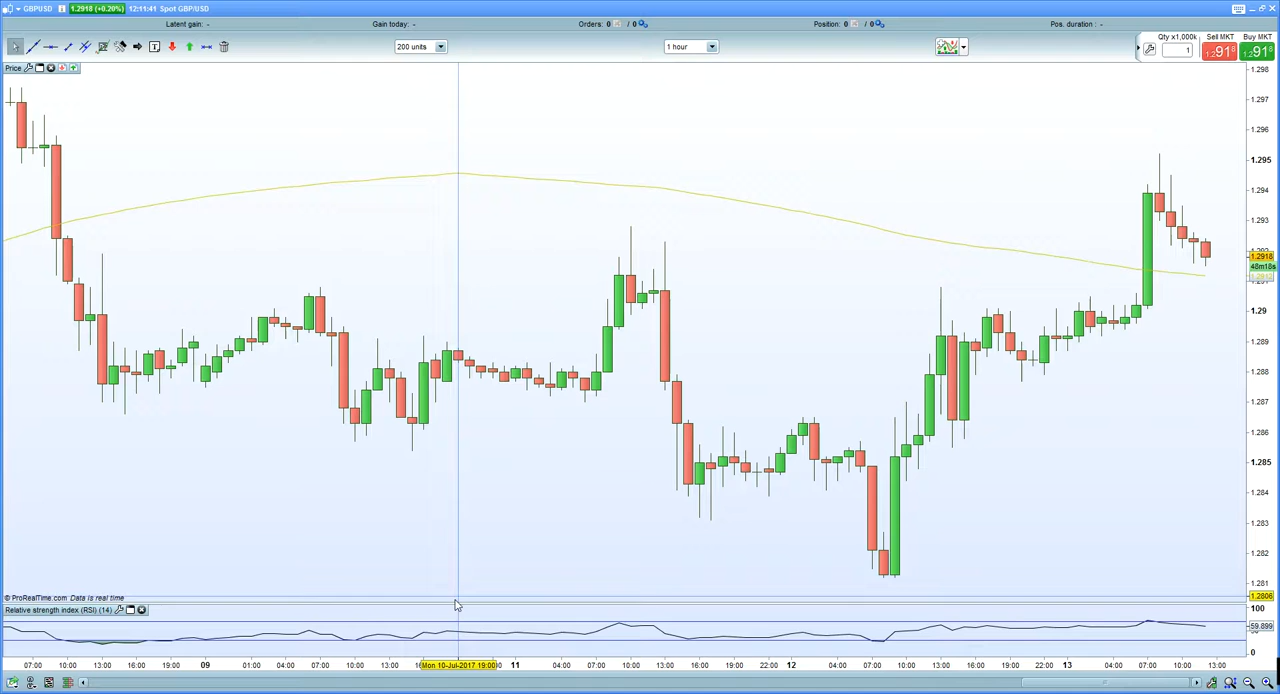 GBPUSD 1.2918 (+0.20%) 12:11:41 Spot GBP/USD
Latent gain: - Gain today: - Orders: 0 / 0 Position: 0 / 0 Pos. duration : -
200 units 1 hour Qty x1,000k Sell MKT Buy MKT
1 1.2918 1.2918
Price
1.298
1.297
1.296
1.295
1.294
1.293
1.2918
48m18s
1.29
1.289
1.288
1.287
1.286
1.285
1.284
1.283
1.282
1.281
© ProRealTime.com Data is real time
1.2806
Relative strength index (RSI) (14)
100
59.899
0
07:00 10:00 13:00 16:00 19:00 09 01:00 04:00 07:00 10:00 13:00 Mon 10-Jul-2017 19:00 11 04:00 07:00 10:00 13:00 16:00 19:00 22:00 12 04:00 07:00 10:00 13:00 16:00 19:00 22:00 13 04:00 07:00 10:00 13:00